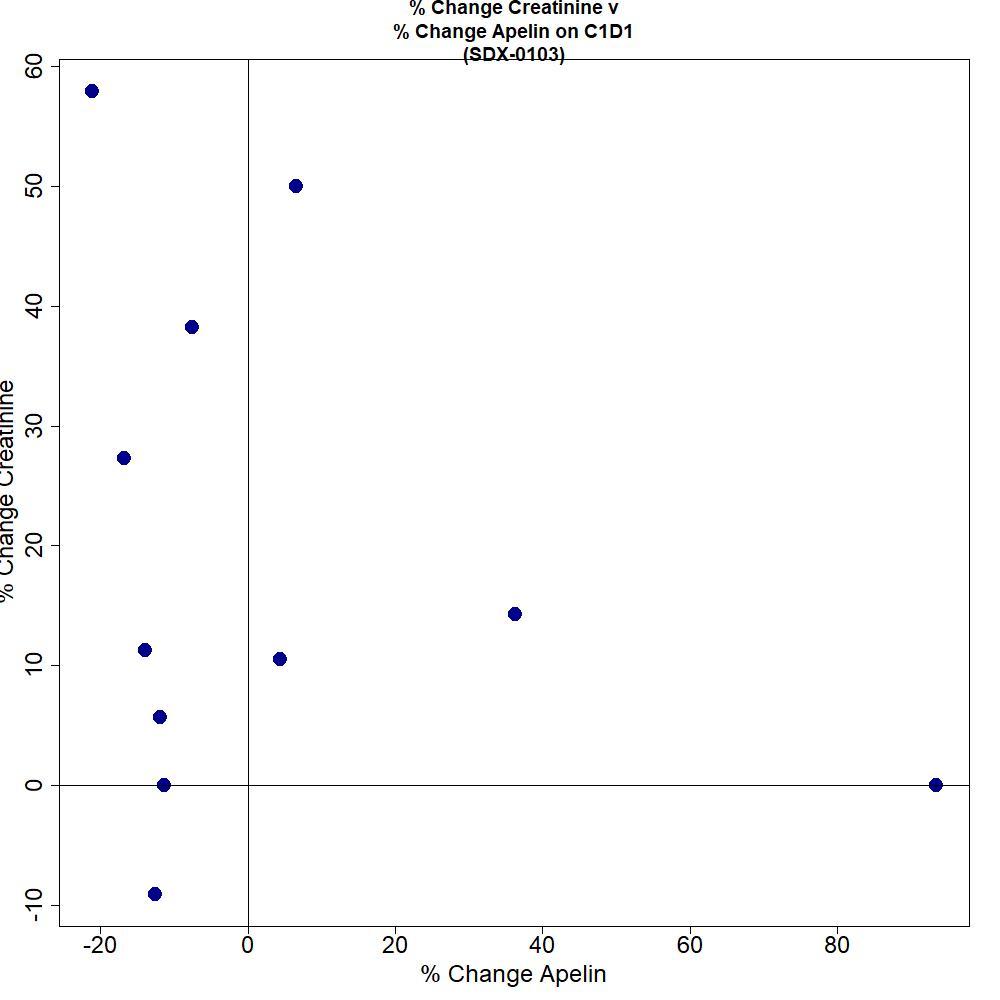 % Change Creatinine v
% Change Apelin on C1D1
(SDX-0103)
60
50
40
30
20
10
0
-10
% Change Creatinine
-20 0 20 40 60 80
% Change Apelin